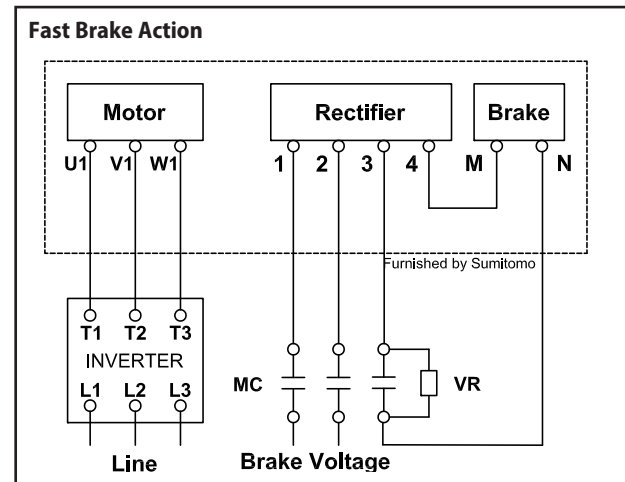 Fast Brake Action
Motor Rectifier Brake
U1 V1 W1 1 2 3 4 M N
Furnished by Sumitomo
T1 T2 T3
INVERTER
L1 L2 L3 MC VR
Line Brake Voltage